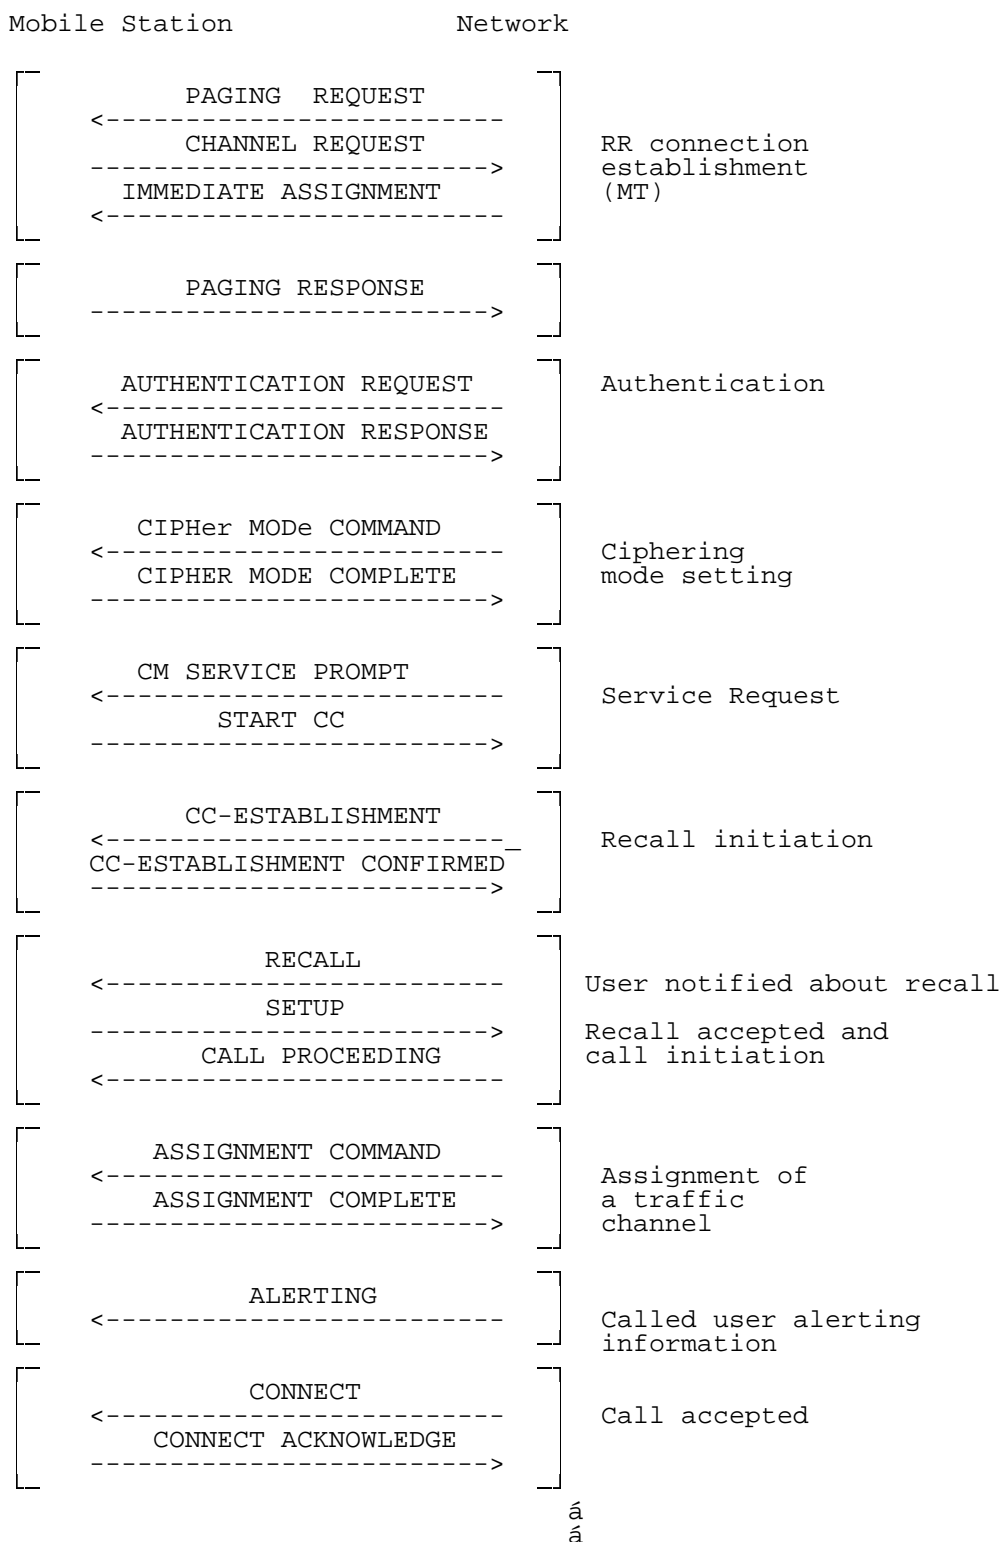 Mobile Station Network
PAGING REQUEST
<-------------------------
CHANNEL REQUEST RR connection
-------------------------> establishment
IMMEDIATE ASSIGNMENT (MT)
<-------------------------
PAGING RESPONSE
------------------------->
AUTHENTICATION REQUEST Authentication
<-------------------------
AUTHENTICATION RESPONSE
------------------------->
CIPHer MODe COMMAND
<------------------------- Ciphering
CIPHER MODE COMPLETE mode setting
------------------------->
CM SERVICE PROMPT
<------------------------- Service Request
START CC
------------------------->
CC-ESTABLISHMENT
<-------------------------_ Recall initiation
CC-ESTABLISHMENT CONFIRMED
------------------------->
RECALL
<------------------------- User notified about recall
SETUP
-------------------------> Recall accepted and
CALL PROCEEDING call initiation
<-------------------------
ASSIGNMENT COMMAND
<------------------------- Assignment of
ASSIGNMENT COMPLETE a traffic
-------------------------> channel
ALERTING
<------------------------- Called user alerting
information
CONNECT
<------------------------- Call accepted
CONNECT ACKNOWLEDGE
------------------------->
á
á